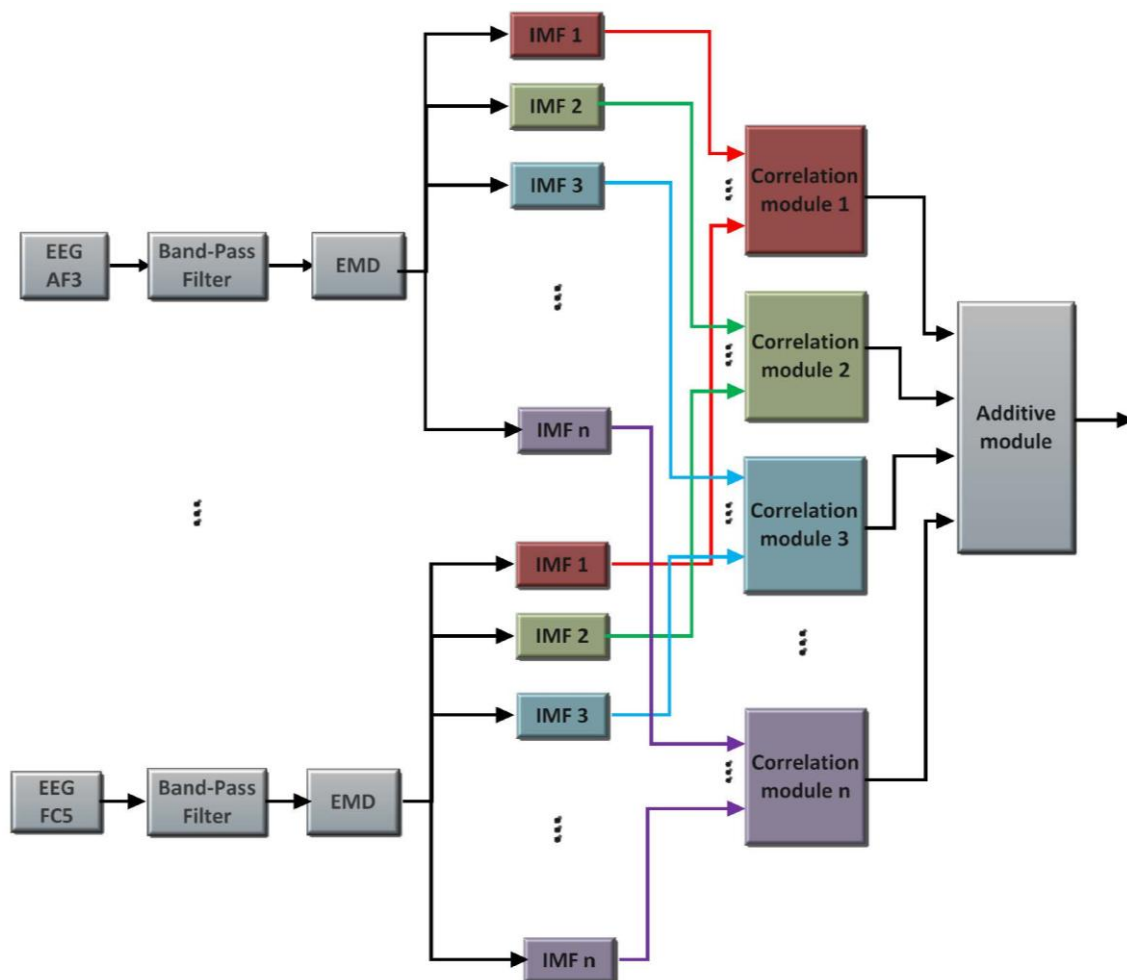 IMF 1
IMF 2
IMF 3
EEG
AF3
Band-Pass
Filter
EMD
IMF n
IMF 1
IMF 2
IMF 3
EEG
FC5
Band-Pass
Filter
EMD
IMF n
Correlation
module 1
Correlation
module 2
Correlation
module 3
Correlation
module n
Additive
module